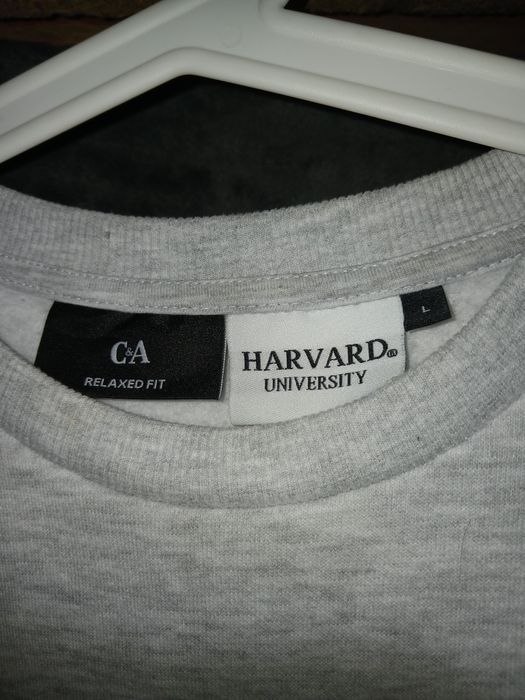 C&A
RELAXED FIT
HARVARD®
UNIVERSITY
L